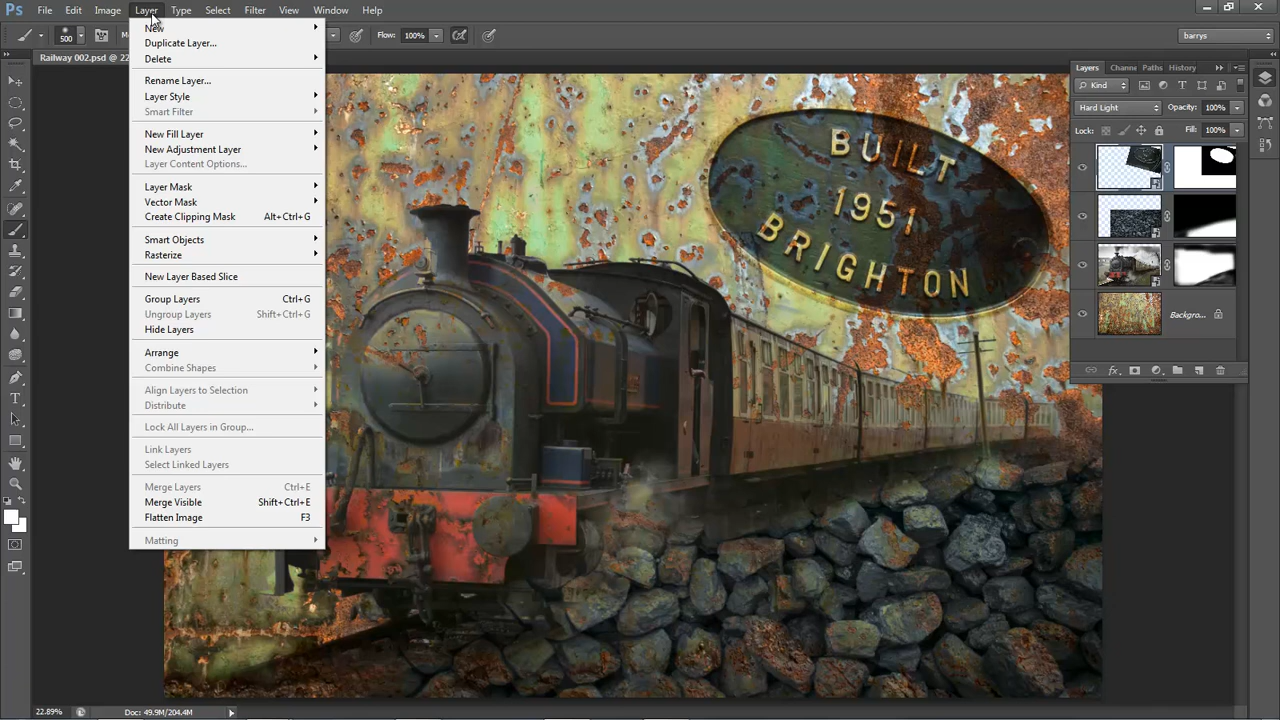 Ps File Edit Image Layer Type Select Filter View Window Help
500 Flow: 100% barrys
Railway 002.psd @ 22
New
Duplicate Layer...
Delete
Rename Layer...
Layer Style
Smart Filter
New Fill Layer
New Adjustment Layer
Layer Content Options...
Layer Mask
Vector Mask
Create Clipping Mask Alt+Ctrl+G
Smart Objects
Rasterize
New Layer Based Slice
Group Layers Ctrl+G
Ungroup Layers Shift+Ctrl+G
Hide Layers
Arrange
Combine Shapes
Align Layers to Selection
Distribute
Lock All Layers in Group...
Link Layers
Select Linked Layers
Merge Layers Ctrl+E
Merge Visible Shift+Ctrl+E
Flatten Image F3
Matting
BUILT
1951
BRIGHTON
Layers Channe Paths History
Kind
Hard Light Opacity: 100%
Lock: Fill: 100%
Backgro...
fx
22.89% Doc: 49.9M/204.4M